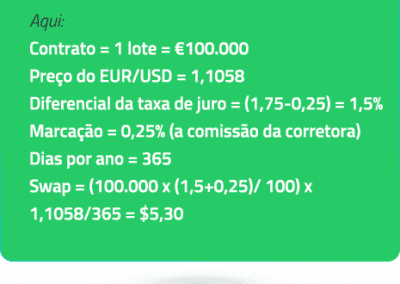 Aqui:
Contrato = 1 lote = €100.000
Preço do EUR/USD = 1,1058
Diferencial da taxa de juro = (1,75-0,25) = 1,5%
Marcação = 0,25% (a comissão da corretora)
Dias por ano = 365
Swap = (100.000 x (1,5+0,25)/ 100) x
1,1058/365 = $5,30